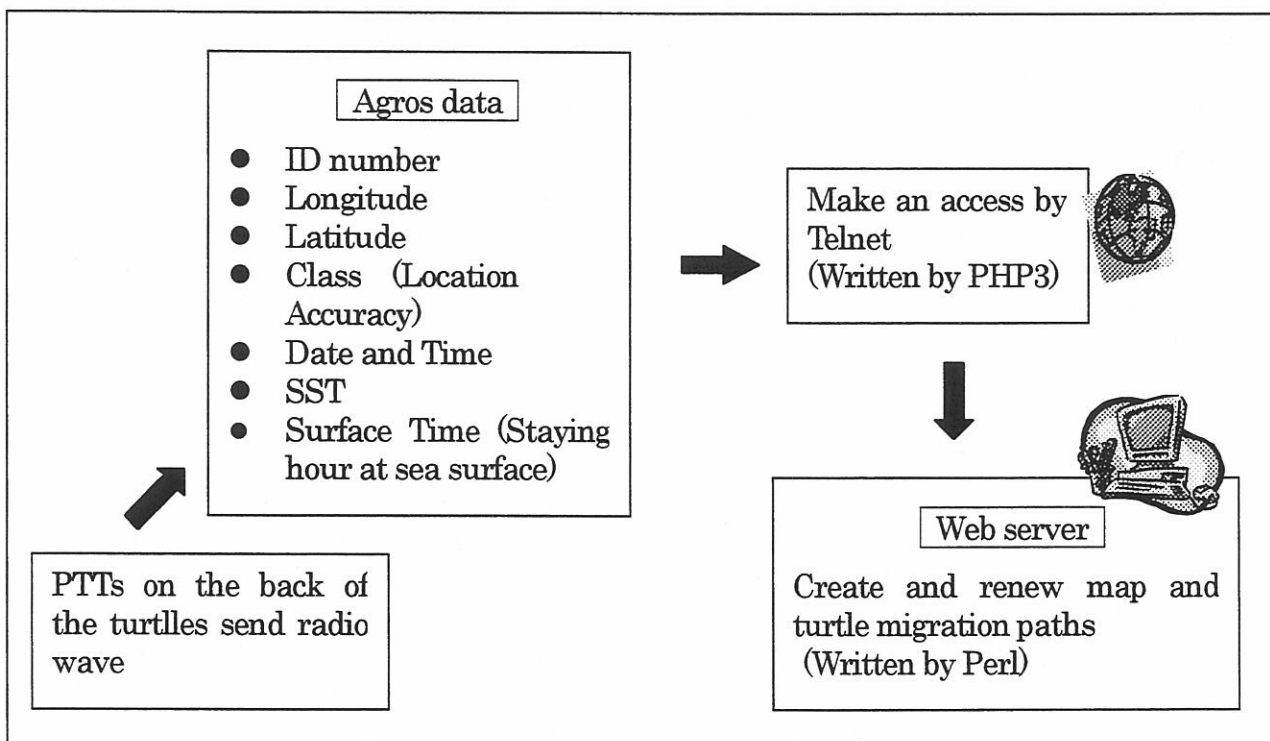 Agros data
● ID number
● Longitude
● Latitude
● Class (Location
Accuracy)
● Date and Time
● SST
● Surface Time (Staying
hour at sea surface)
Make an access by
Telnet
(Written by PHP3)
PTTs on the back of
the turtlles send radio
wave
Web server
Create and renew map and
turtle migration paths
(Written by Perl)